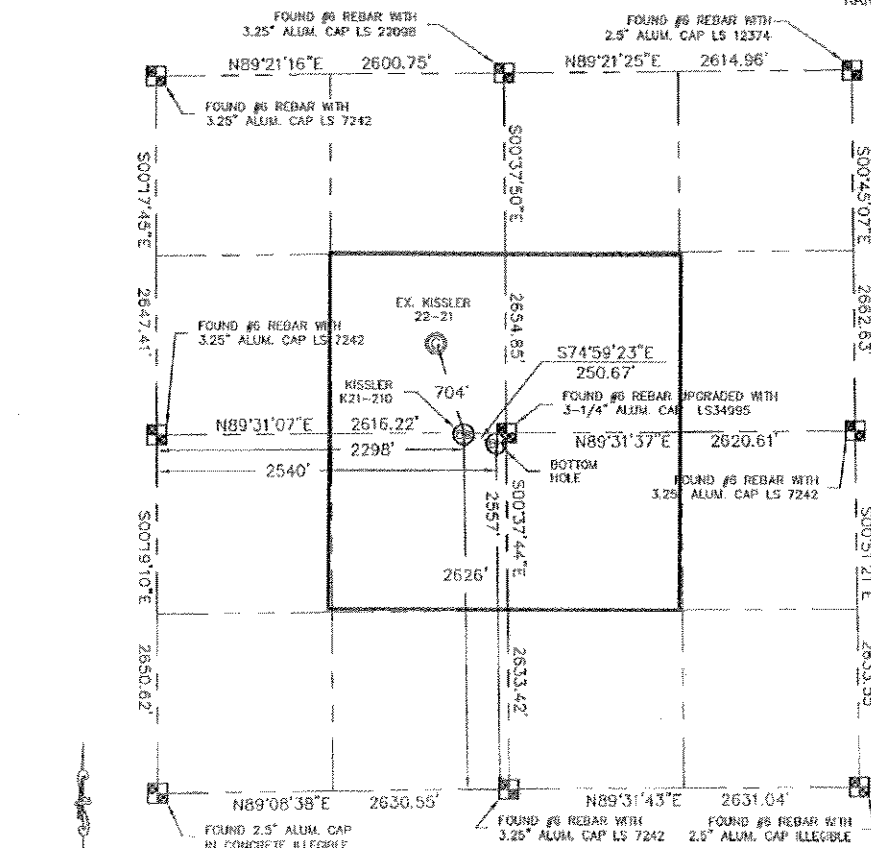 FOUND #6 REBAR WITH
3.25" ALUM. CAP LS 22098
FOUND #6 REBAR WITH
2.5" ALUM. CAP LS 12374
N89°21'16"E 2600.75'
N89°21'25"E 2614.96'
FOUND #6 REBAR WITH
3.25" ALUM. CAP LS 7242
S00°17'45"E 2647.41'
S00°37'50"E 2654.85'
S00°45'07"E 2662.63'
EX. KISSLER
22-21
FOUND #6 REBAR WITH
3.25" ALUM. CAP LS 7242
S74°59'23"E
250.67'
704'
KISSLER
K21-210
FOUND #6 REBAR UPGRADED WITH
3-1/4" ALUM. CAP LS34995
N89°31'07"E 2616.22'
N89°31'37"E 2620.61'
2298'
2540'
BOTTOM
HOLE
FOUND #6 REBAR WITH
3.25" ALUM. CAP LS 7242
2557'
2626'
S00°19'10"E 2650.62'
S00°37'44"E 2633.42'
S00°51'21"E
N89°08'38"E 2630.55'
N89°31'43"E 2631.04'
FOUND 2.5" ALUM. CAP
IN CONCRETE ILLEGIBLE
FOUND #6 REBAR WITH
3.25" ALUM. CAP LS 7242
FOUND #6 REBAR WITH
2.5" ALUM. CAP ILLEGIBLE